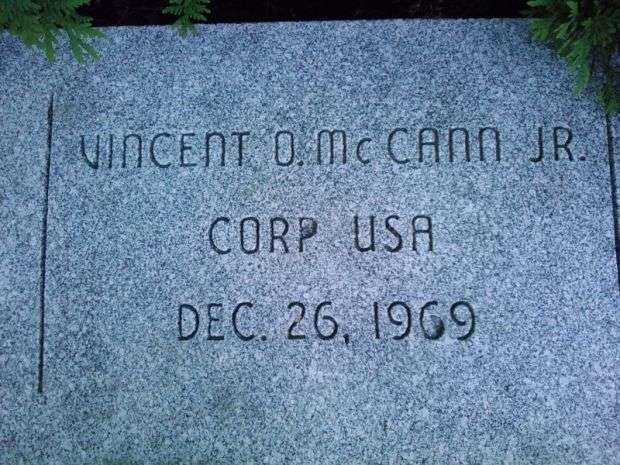 VINCENT O. McCANN JR.
CORP USA
DEC. 26, 1969